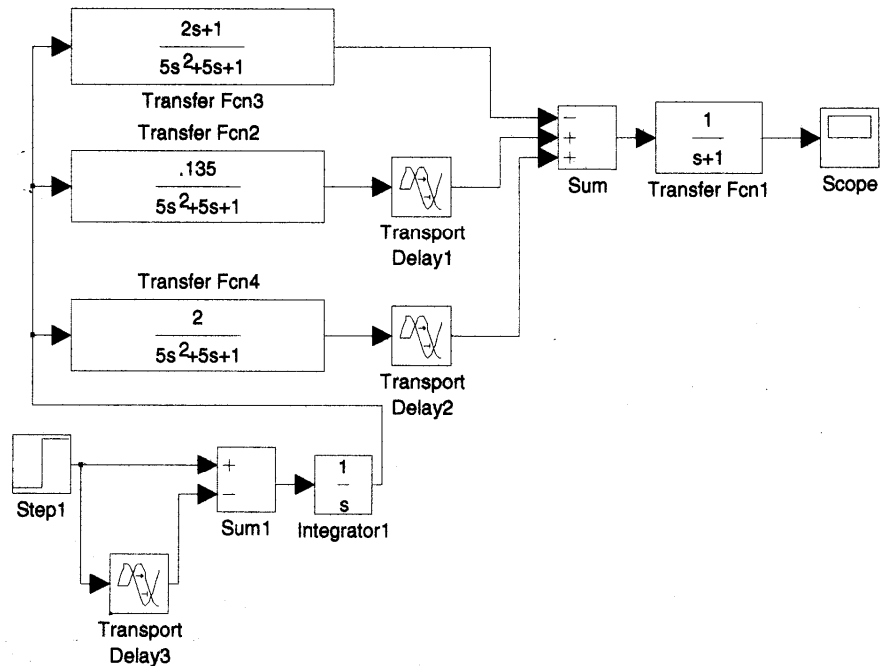 2s+1
5s²+5s+1
Transfer Fcn3
Transfer Fcn2
.135
5s²+5s+1
Transport
Delay1
Transfer Fcn4
2
5s²+5s+1
Transport
Delay2
−
+
+
Sum
1
s+1
Transfer Fcn1
Scope
Step1
+
−
Sum1
1
s
Integrator1
Transport
Delay3